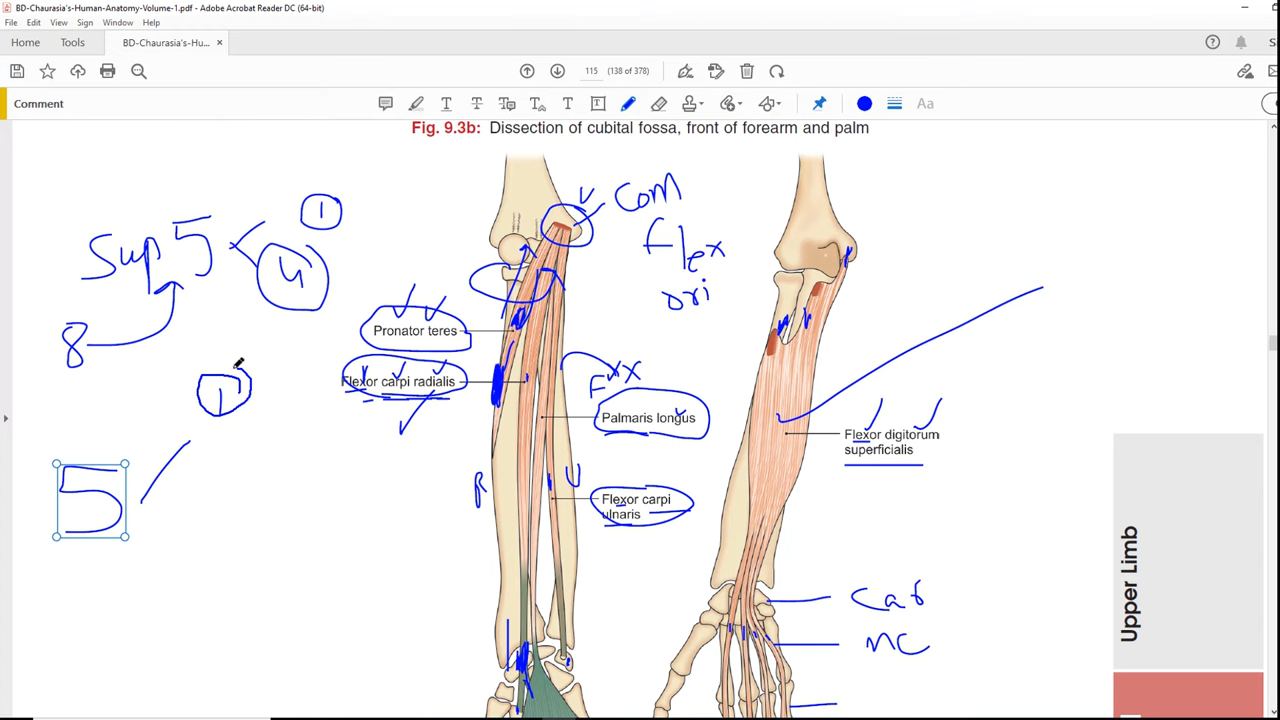 BD-Chaurasia's-Human-Anatomy-Volume-1.pdf - Adobe Acrobat Reader DC (64-bit)
File Edit View Sign Window Help
Home Tools BD-Chaurasia's-Hu... ×
115 (138 of 378)
Comment
Aa
Fig. 9.3b: Dissection of cubital fossa, front of forearm and palm
1
Com
Sup 5
4
Flex
ori
8
Pronator teres
1
Flexor carpi radialis
F
Palmaris longus
Flexor digitorum
superficialis
5
Flexor carpi
ulnaris
Upper Limb
MC